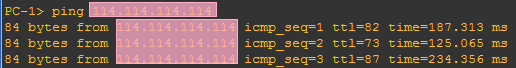 PC-1> ping 114.114.114.114
84 bytes from 114.114.114.114 icmp_seq=1 ttl=82 time=187.313 ms
84 bytes from 114.114.114.114 icmp_seq=2 ttl=73 time=125.065 ms
84 bytes from 114.114.114.114 icmp_seq=3 ttl=87 time=234.356 ms